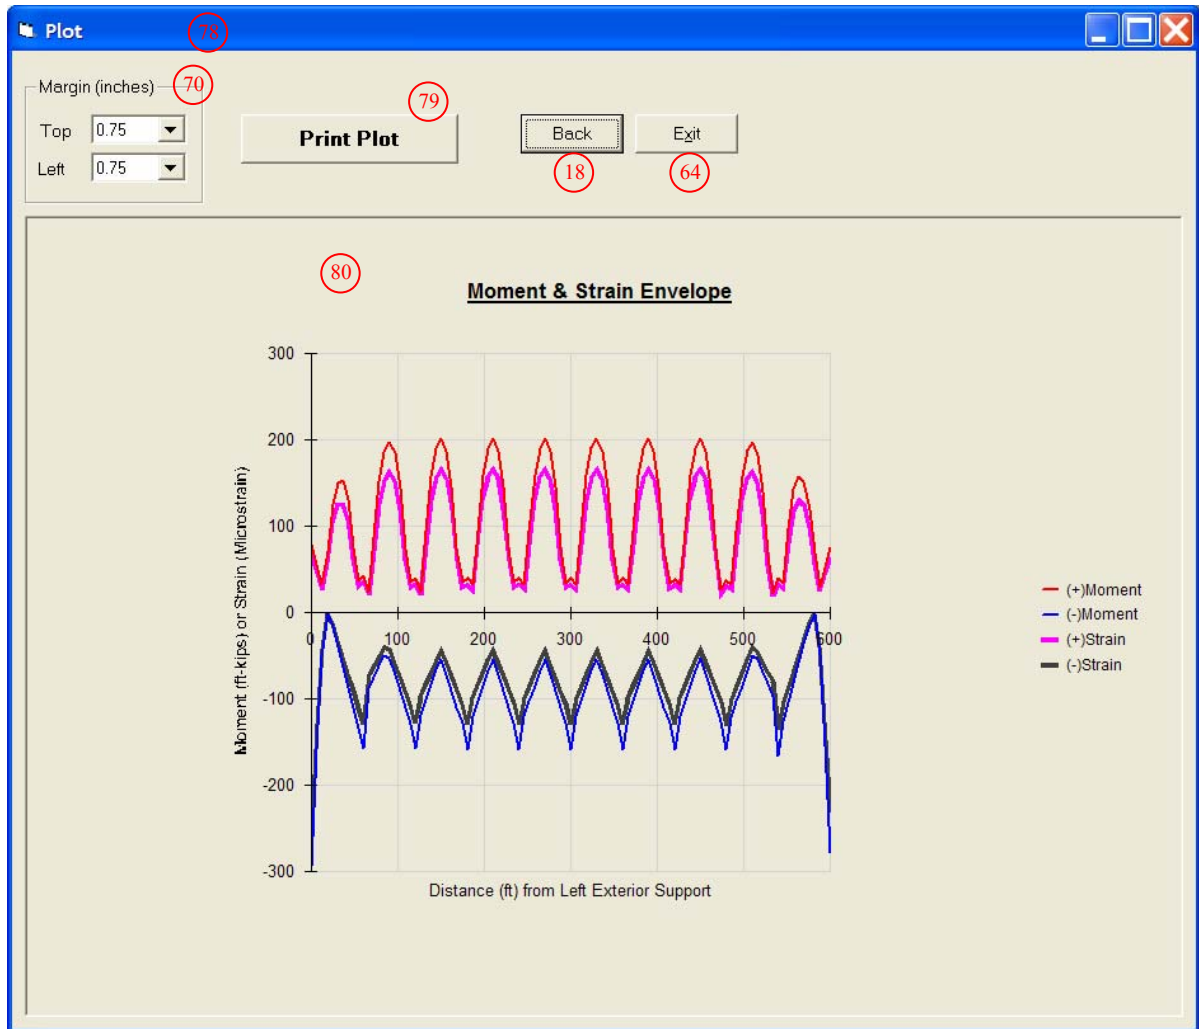 Plot
78
Margin (inches)
70
Top 0.75
Left 0.75
79
Print Plot
Back
Exit
18
64
80
Moment & Strain Envelope
Moment (ft-kips) or Strain (Microstrain)
300
200
100
0
-100
-200
-300
0 100 200 300 400 500 600
Distance (ft) from Left Exterior Support
(+)Moment
(-)Moment
(+)Strain
(-)Strain